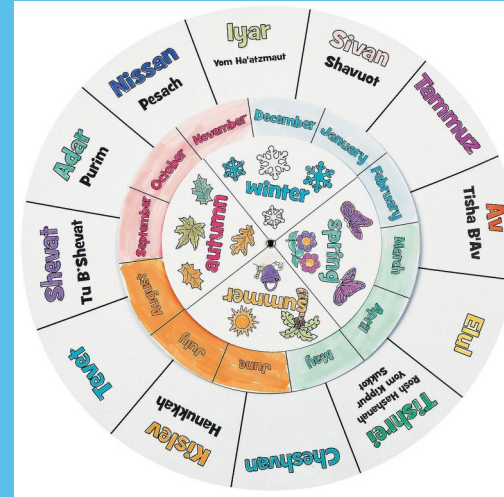 Iyar
Yom Ha'atzmaut
Sivan
Shavuot
Tammuz
Av
Tisha B'Av
Elul
Tishrei
Rosh Hashanah
Yom Kippur
Sukkot
Cheshvan
Kislev
Hanukkah
Tevet
Shevat
Tu B'Shevat
Adar
Purim
Nissan
Pesach
December
January
February
March
April
May
June
July
August
September
October
November
winter
spring
summer
autumn